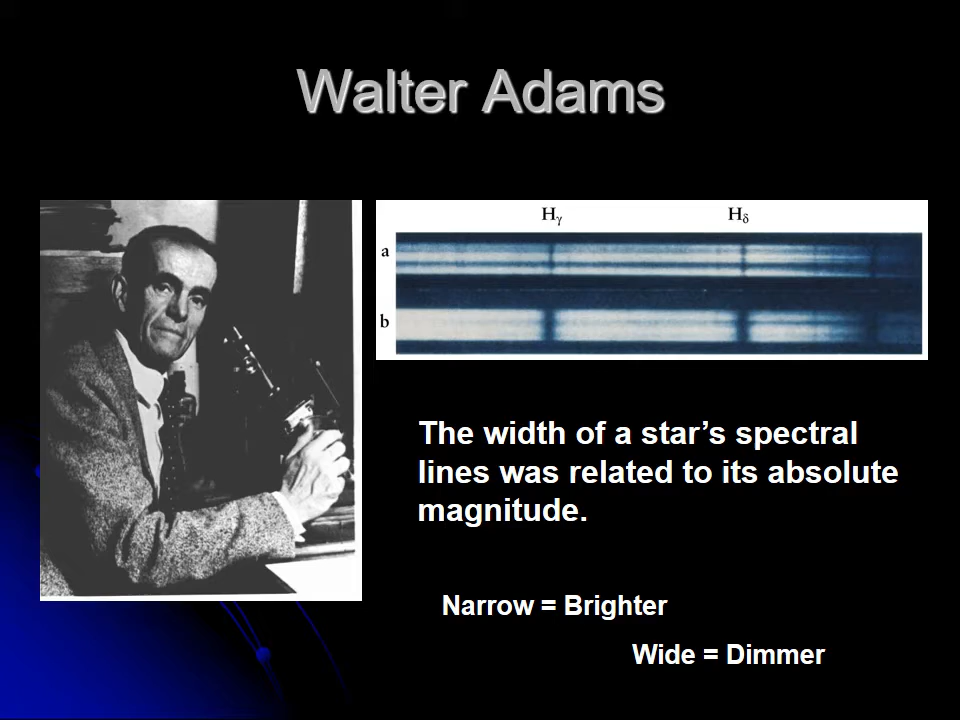 Walter Adams
Hγ Hδ
a
b
The width of a star’s spectral
lines was related to its absolute
magnitude.
Narrow = Brighter
Wide = Dimmer